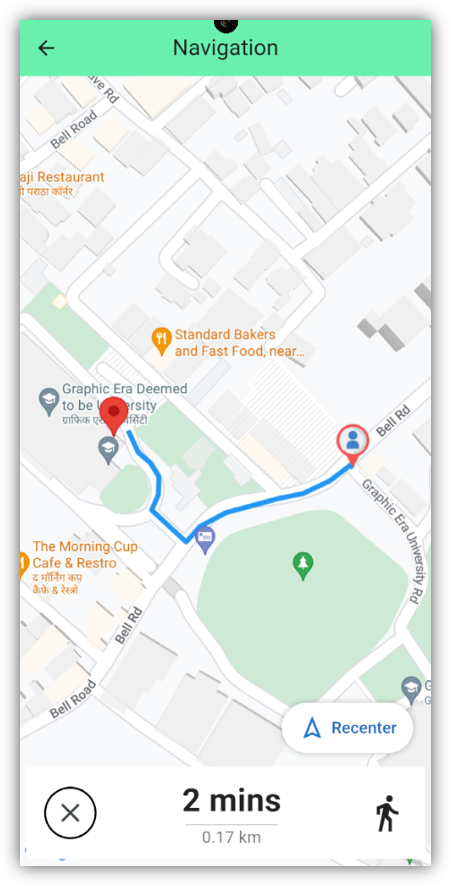 Navigation
ve Rd
Bell Road
aji Restaurant
ी पराठा कॉर्नर
Standard Bakers
and Fast Food, near...
Graphic Era Deemed
to be University
ग्राफिक
Bell Rd
Graphic Era University Rd
The Morning Cup
Cafe & Restro
द मॉर्निंग कप
कैफे & रेस्त्रो
Bell Rd
Bell Road
G
Recenter
2 mins
0.17 km